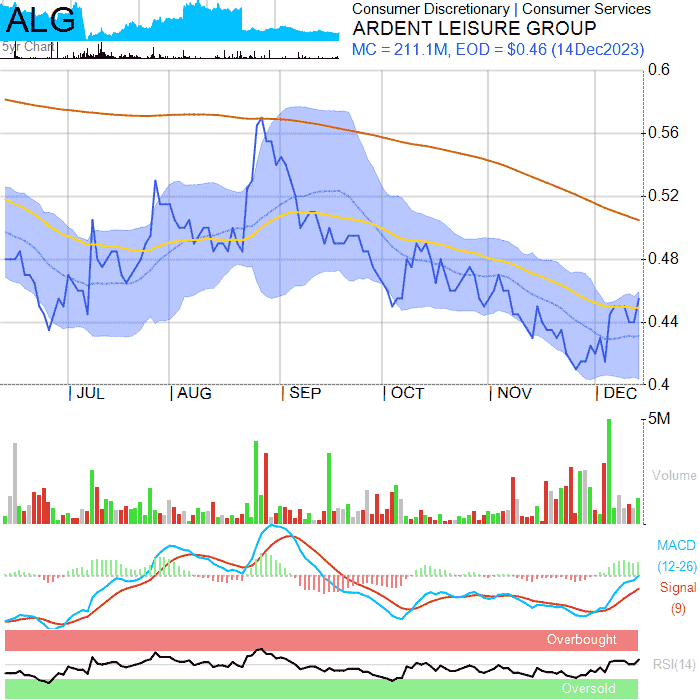 ALG
5yr Chart
Consumer Discretionary | Consumer Services
ARDENT LEISURE GROUP
MC = 211.1M, EOD = $0.46 (14Dec2023)
0.6
0.56
0.52
0.48
0.44
0.4
JUL AUG SEP OCT NOV DEC
5M
Volume
MACD
(12-26)
Signal
(9)
Overbought
RSI(14)
Oversold